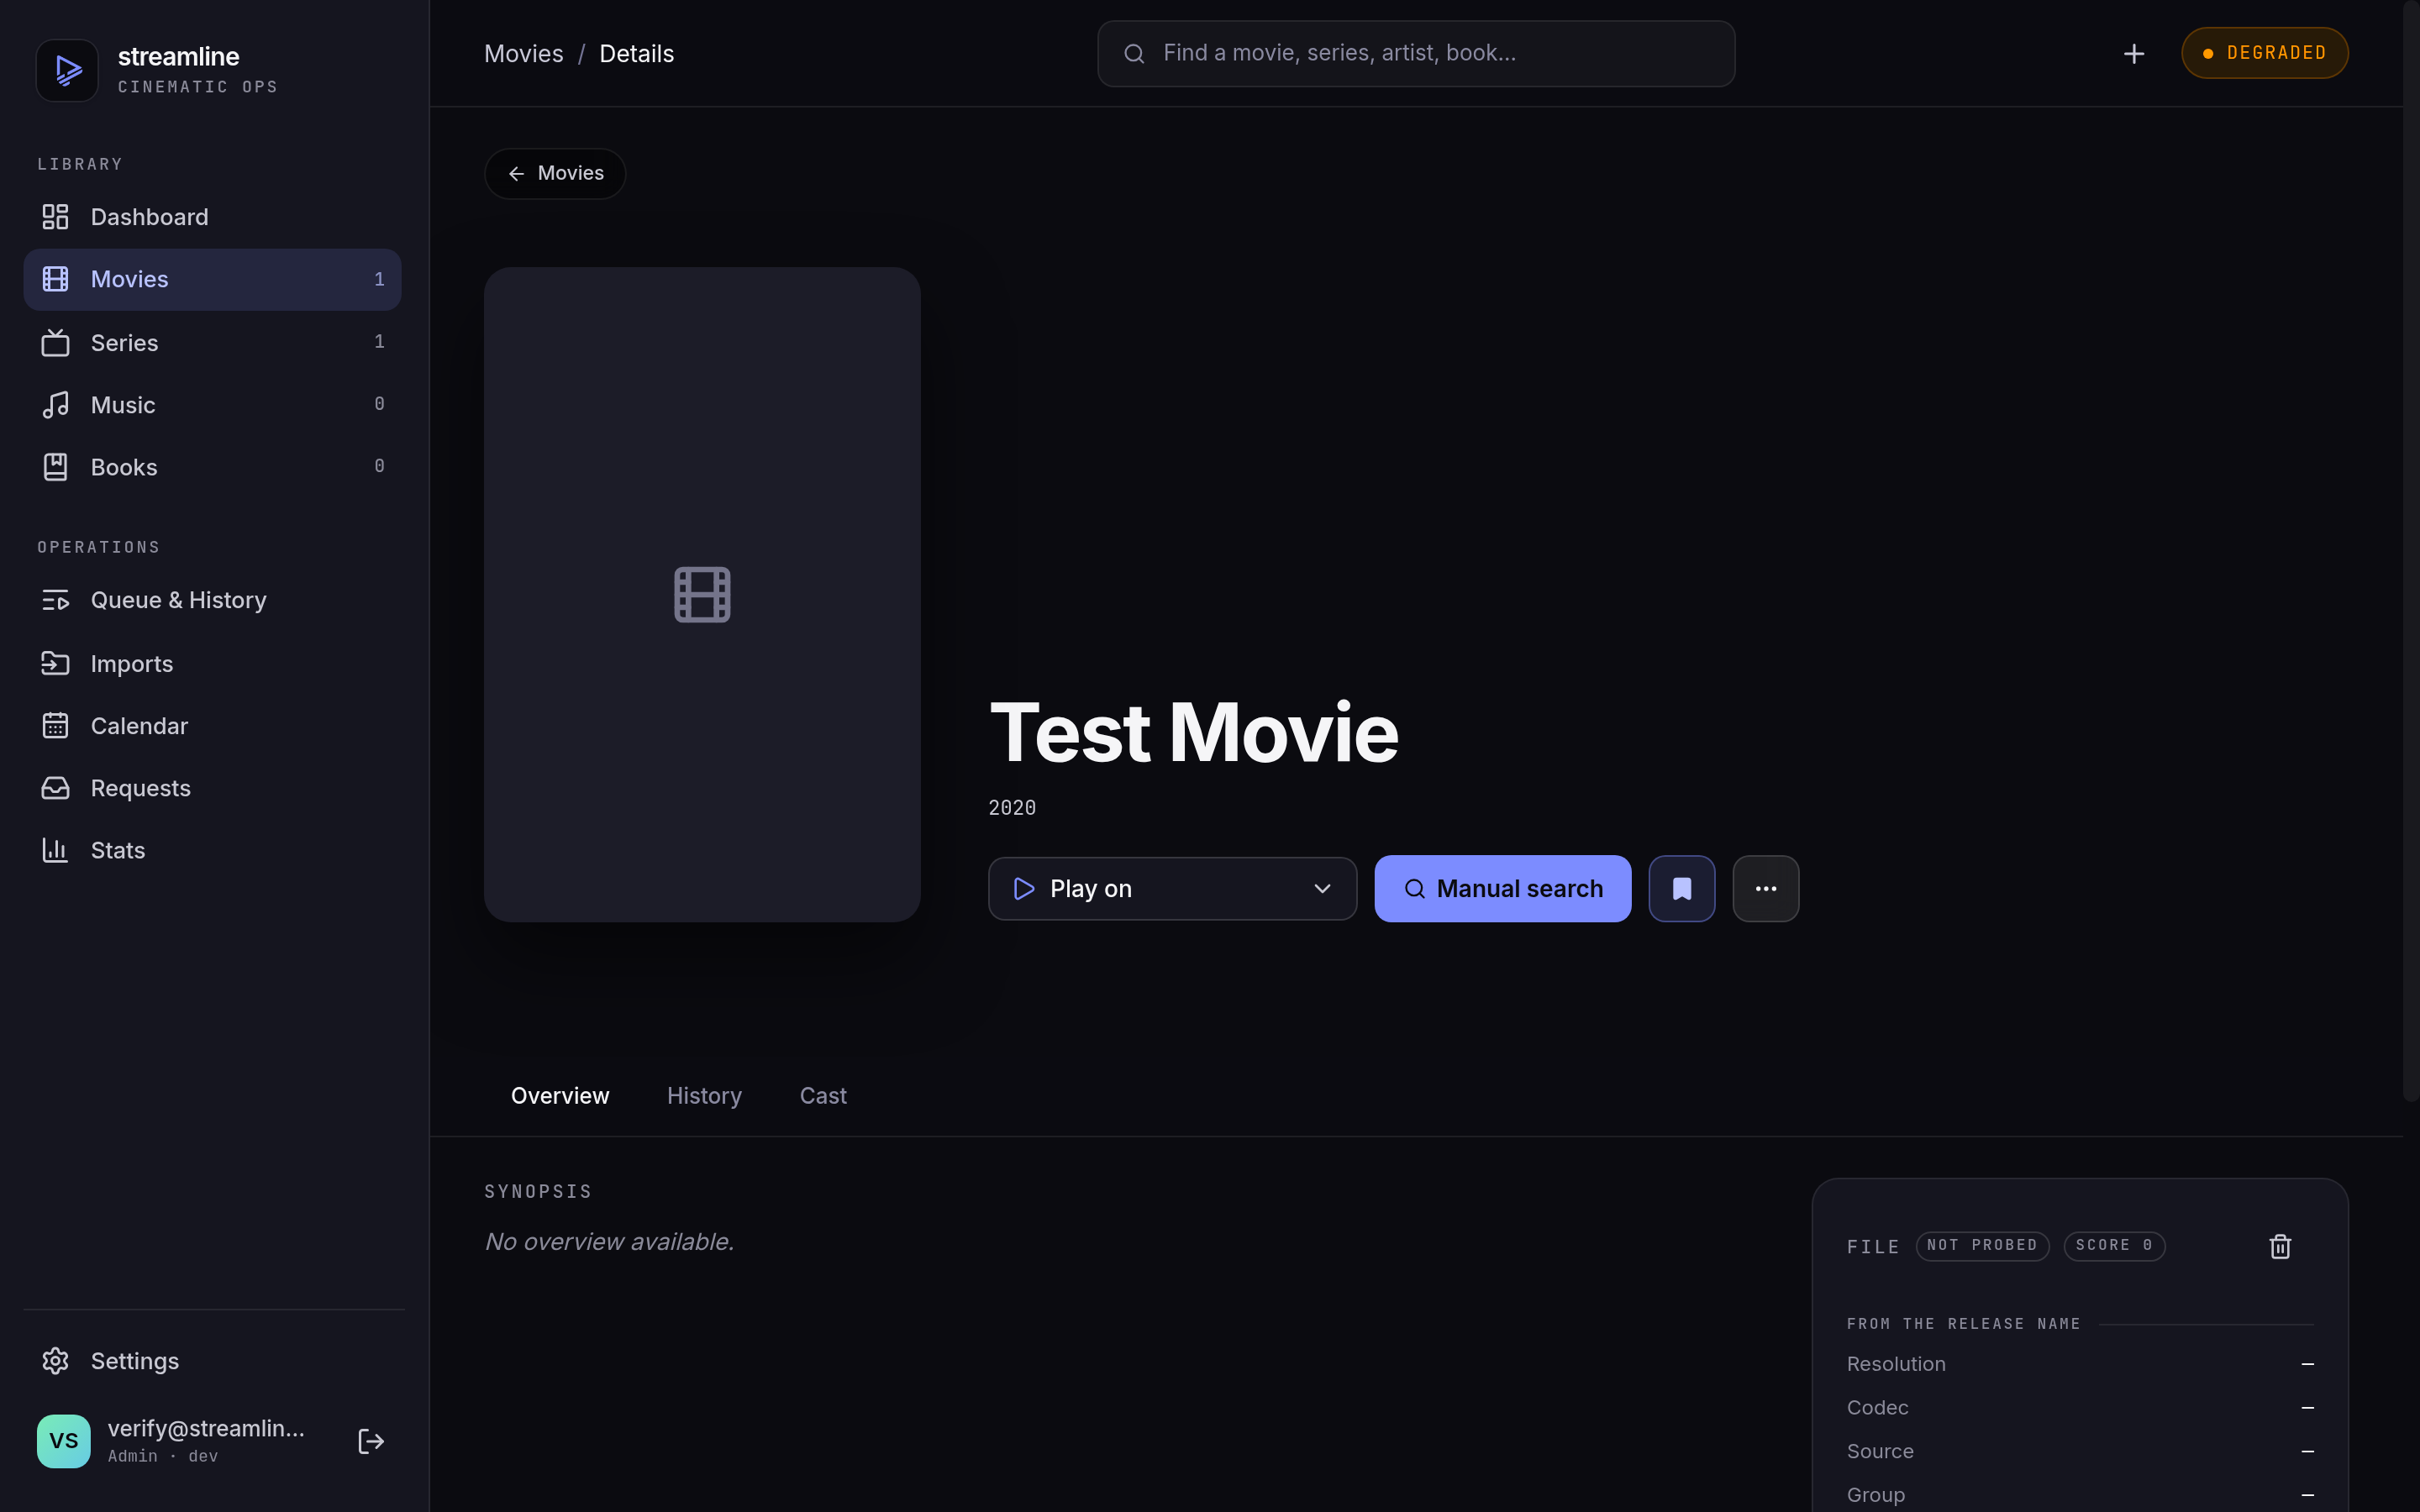 streamline
CINEMATIC OPS
LIBRARY
Dashboard
Movies 1
Series 1
Music 0
Books 0
OPERATIONS
Queue & History
Imports
Calendar
Requests
Stats
Settings
VS
verify@streamlin...
Admin · dev
Movies / Details
Find a movie, series, artist, book...
DEGRADED
Movies
Test Movie
2020
Play on
Manual search
Overview
History
Cast
SYNOPSIS
No overview available.
FILE NOT PROBED SCORE 0
FROM THE RELEASE NAME
Resolution —
Codec —
Source —
Group —